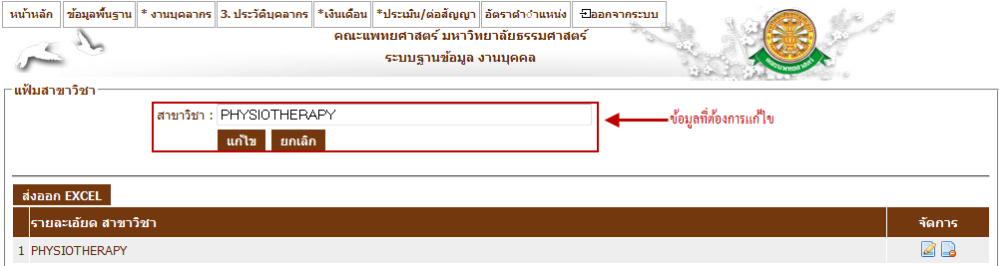 หน้าหลัก ข้อมูลพื้นฐาน * งานบุคลากร 3. ประวัติบุคลากร *เงินเดือน *ประเมิน/ต่อสัญญา อัตราตำแหน่ง ออกจากระบบ
คณะแพทยศาสตร์ มหาวิทยาลัยธรรมศาสตร์
ระบบฐานข้อมูล งานบุคคล
แฟ้มสาขาวิชา
สาขาวิชา : PHYSIOTHERAPY
ข้อมูลที่ต้องการแก้ไข
แก้ไข ยกเลิก
ส่งออก EXCEL
รายละเอียด สาขาวิชา จัดการ
1 PHYSIOTHERAPY